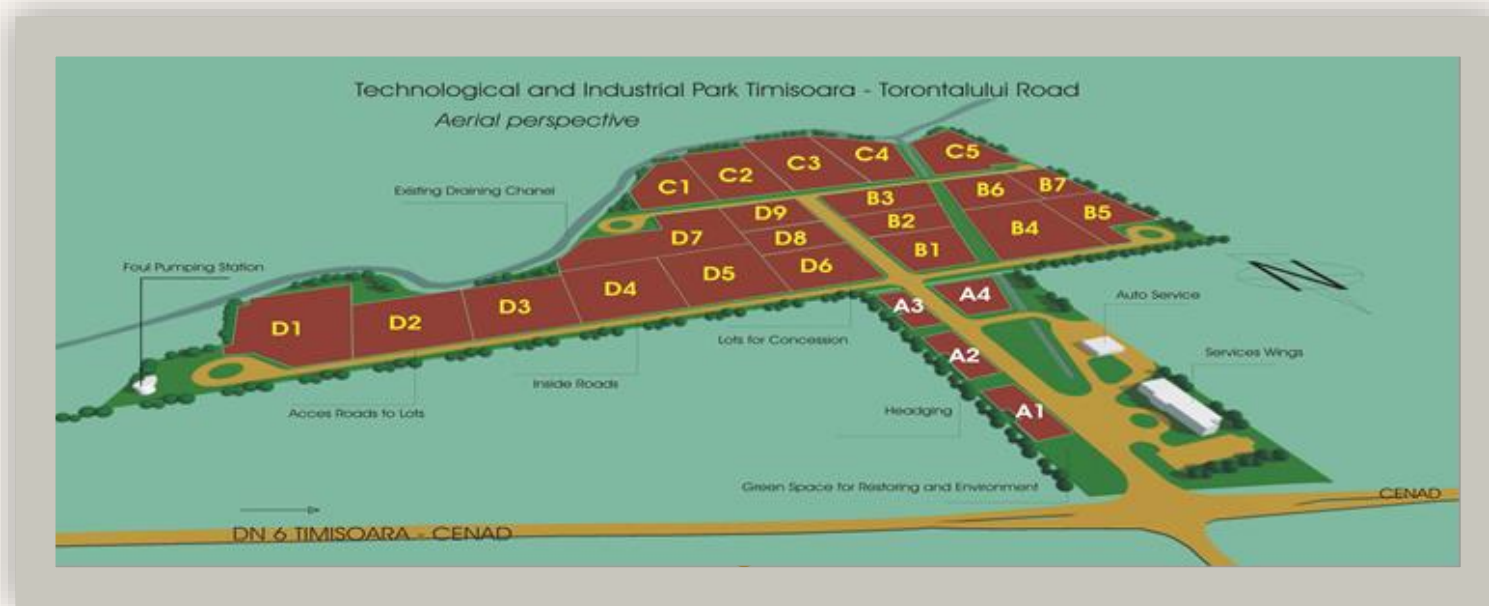 Technological and Industrial Park Timisoara - Torontalului Road
Aerial perspective
C5
C4
C3
C2
C1
Existing Draining Chanel
B7
B6
B3
D9
B5
B2
B4
D7
D8
B1
Foul Pumping Station
D6
D5
D4
N
A4
Auto Service
D3
A3
D2
D1
Lots for Concession
Services Wings
A2
Inside Roads
Acces Roads to Lots
Headging
A1
Green Space for Restoring and Environment
CENAD
DN 6 TIMISOARA - CENAD